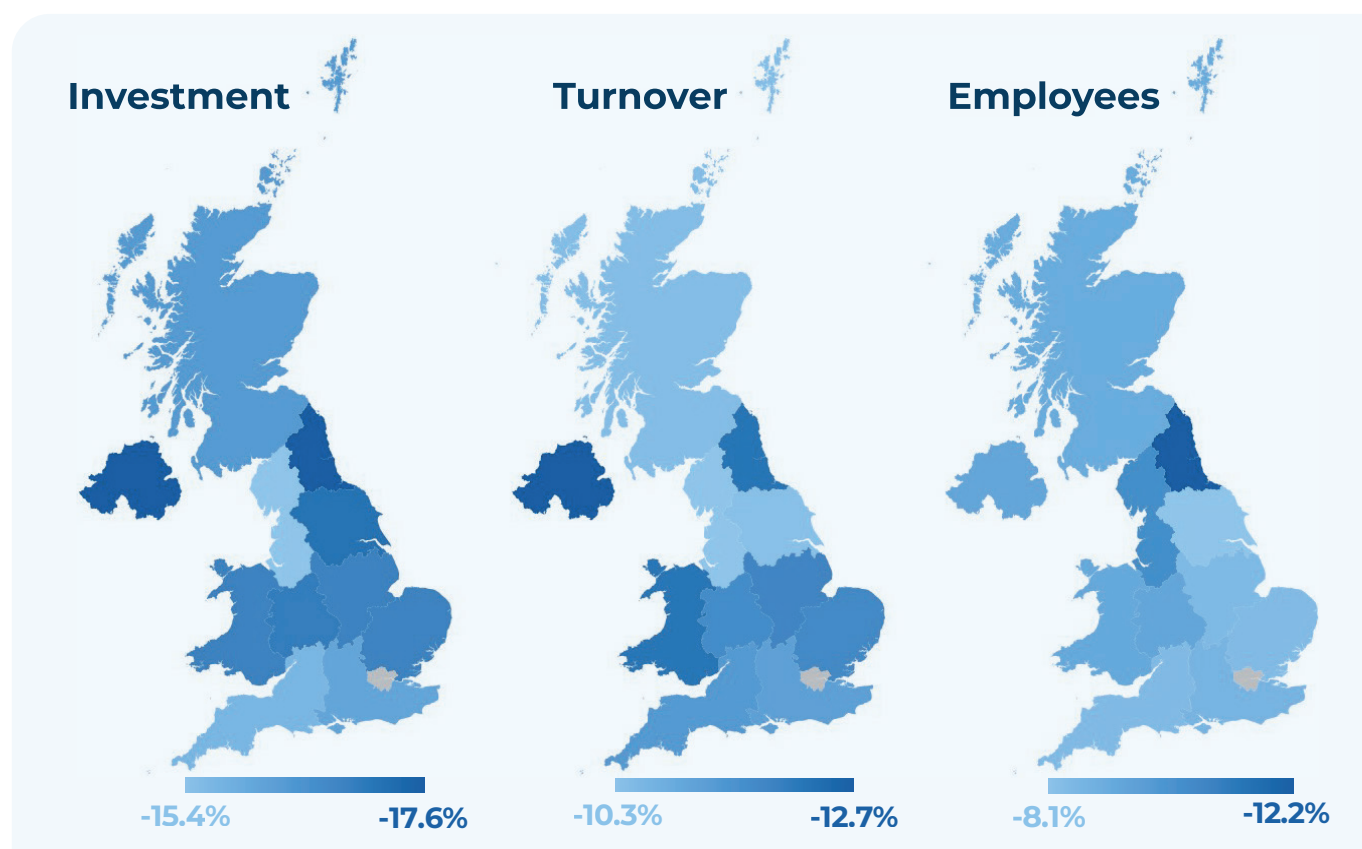 Investment
Turnover
Employees
-15.4%
-17.6%
-10.3%
-12.7%
-8.1%
-12.2%